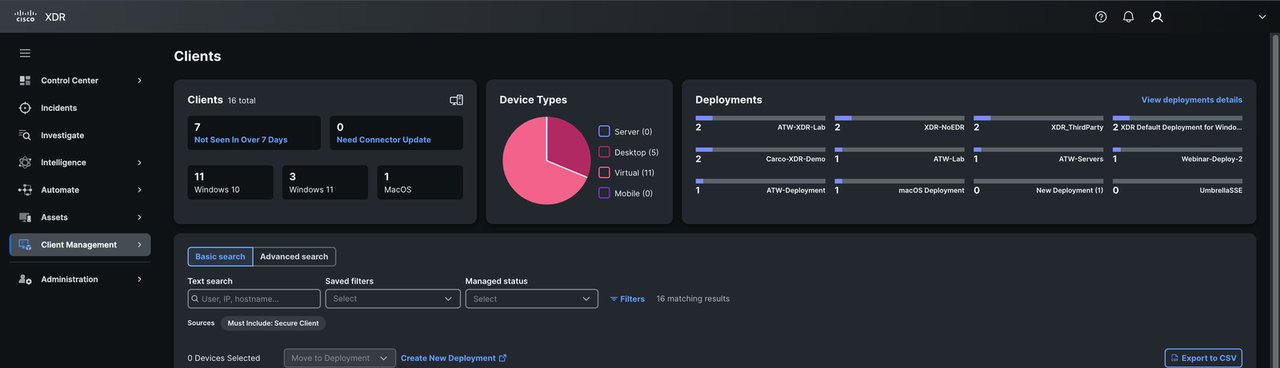 CISCO XDR
Clients
Control Center
Incidents
Investigate
Intelligence
Automate
Assets
Client Management
Administration
Clients 16 total
7
Not Seen In Over 7 Days
0
Need Connector Update
11
Windows 10
3
Windows 11
1
MacOS
Device Types
Server (0)
Desktop (5)
Virtual (11)
Mobile (0)
Deployments
View deployments details
2 ATW-XDR-Lab
2 XDR-NoEDR
2 XDR_ThirdParty
2 XDR Default Deployment for Windo...
2 Carco-XDR-Demo
1 ATW-Lab
1 ATW-Servers
1 Webinar-Deploy-2
1 ATW-Deployment
1 macOS Deployment
0 New Deployment (1)
0 UmbrellaSSE
Basic search
Advanced search
Text search
User, IP, hostname...
Saved filters
Select
Managed status
Select
Filters
16 matching results
Sources
Must Include: Secure Client
0 Devices Selected
Move to Deployment
Create New Deployment
Export to CSV